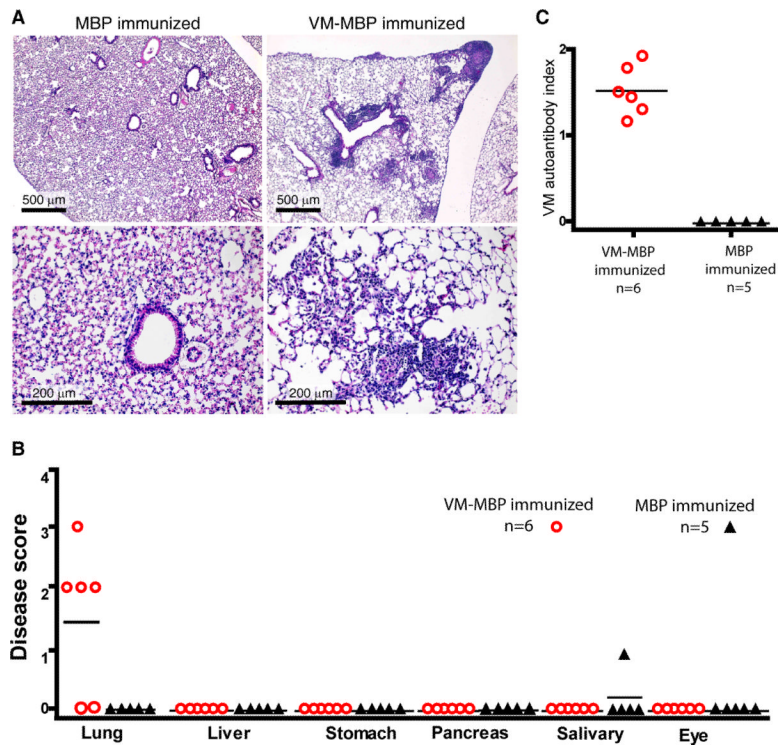 A
MBP immunized
VM-MBP immunized
500 μm
500 μm
200 μm
200 μm
C
VM autoantibody index
2
1
0
VM-MBP
immunized
n=6
MBP
immunized
n=5
B
Disease score
4
3
2
1
0
VM-MBP immunized
n=6
MBP immunized
n=5
Lung
Liver
Stomach
Pancreas
Salivary
Eye